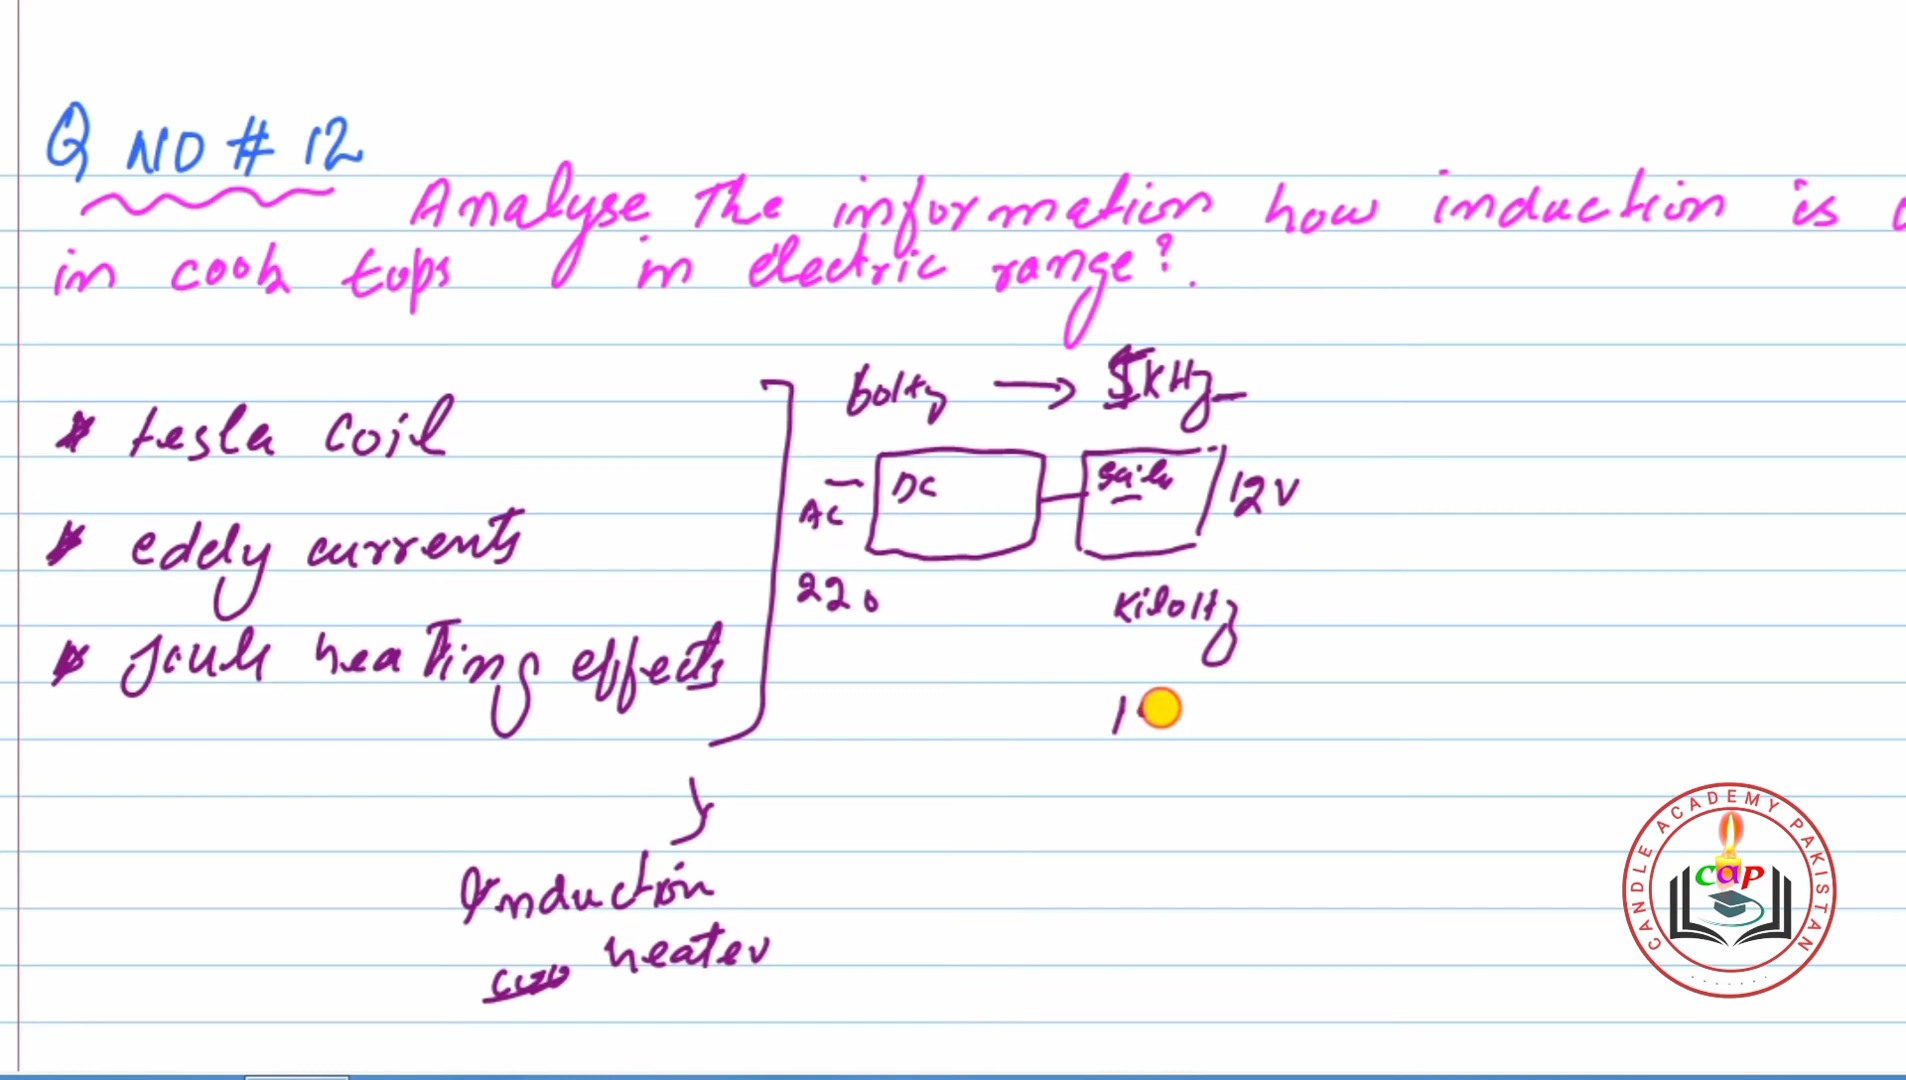 Q NO # 12
Analyse The information how induction is
in cook tops in electric range?.
* tesla coil
* eddy currents
* Joule heating effects
Induction
heater
60Hz → 5KHz
AC
DC
12V
220
KiloHz
CANDLE ACADEMY PAKISTAN
cap